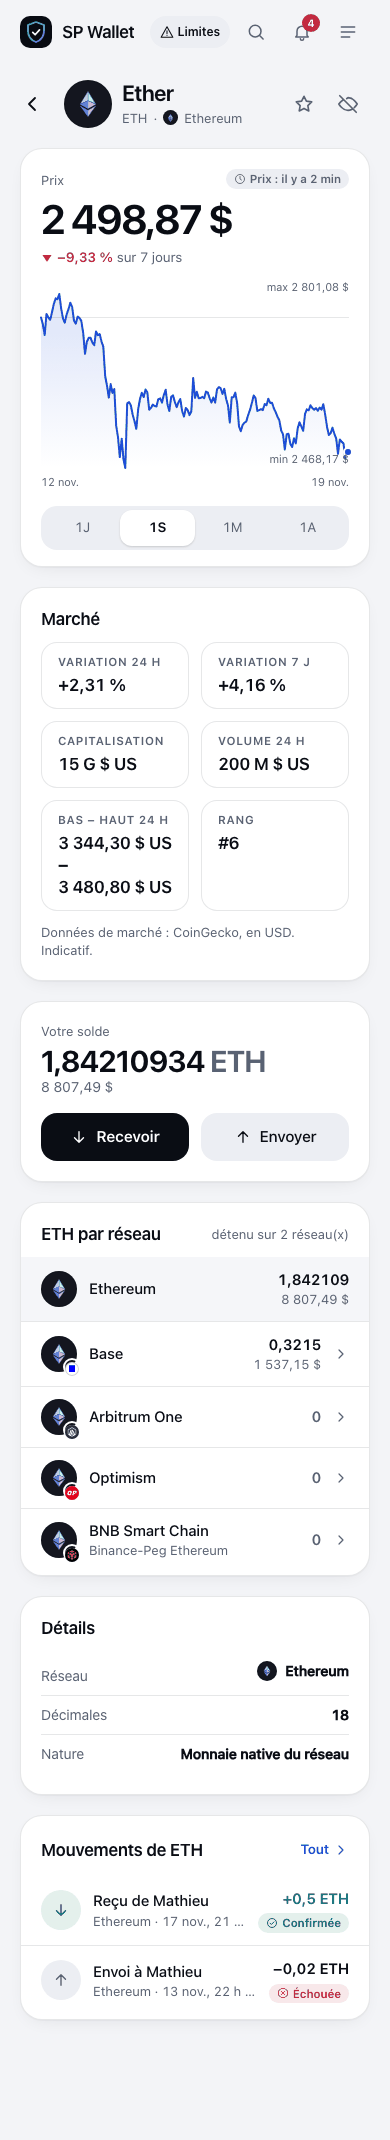 SP Wallet
Limites
4
Ether
ETH · Ethereum
Prix
Prix : il y a 2 min
2 498,87 $
−9,33 % sur 7 jours
max 2 801,08 $
min 2 468,17 $
12 nov.
19 nov.
1J
1S
1M
1A
Marché
VARIATION 24 H
+2,31 %
VARIATION 7 J
+4,16 %
CAPITALISATION
15 G $ US
VOLUME 24 H
200 M $ US
BAS – HAUT 24 H
3 344,30 $ US
–
3 480,80 $ US
RANG
#6
Données de marché : CoinGecko, en USD.
Indicatif.
Votre solde
1,84210934 ETH
8 807,49 $
Recevoir
Envoyer
ETH par réseau
détenu sur 2 réseau(x)
Ethereum
1,842109
8 807,49 $
Base
0,3215
1 537,15 $
Arbitrum One
0
Optimism
0
OP
BNB Smart Chain
Binance-Peg Ethereum
0
Détails
Réseau
Ethereum
Décimales
18
Nature
Monnaie native du réseau
Mouvements de ETH
Tout
Reçu de Mathieu
+0,5 ETH
Ethereum · 17 nov., 21 ...
Confirmée
Envoi à Mathieu
−0,02 ETH
Ethereum · 13 nov., 22 h ...
Échouée